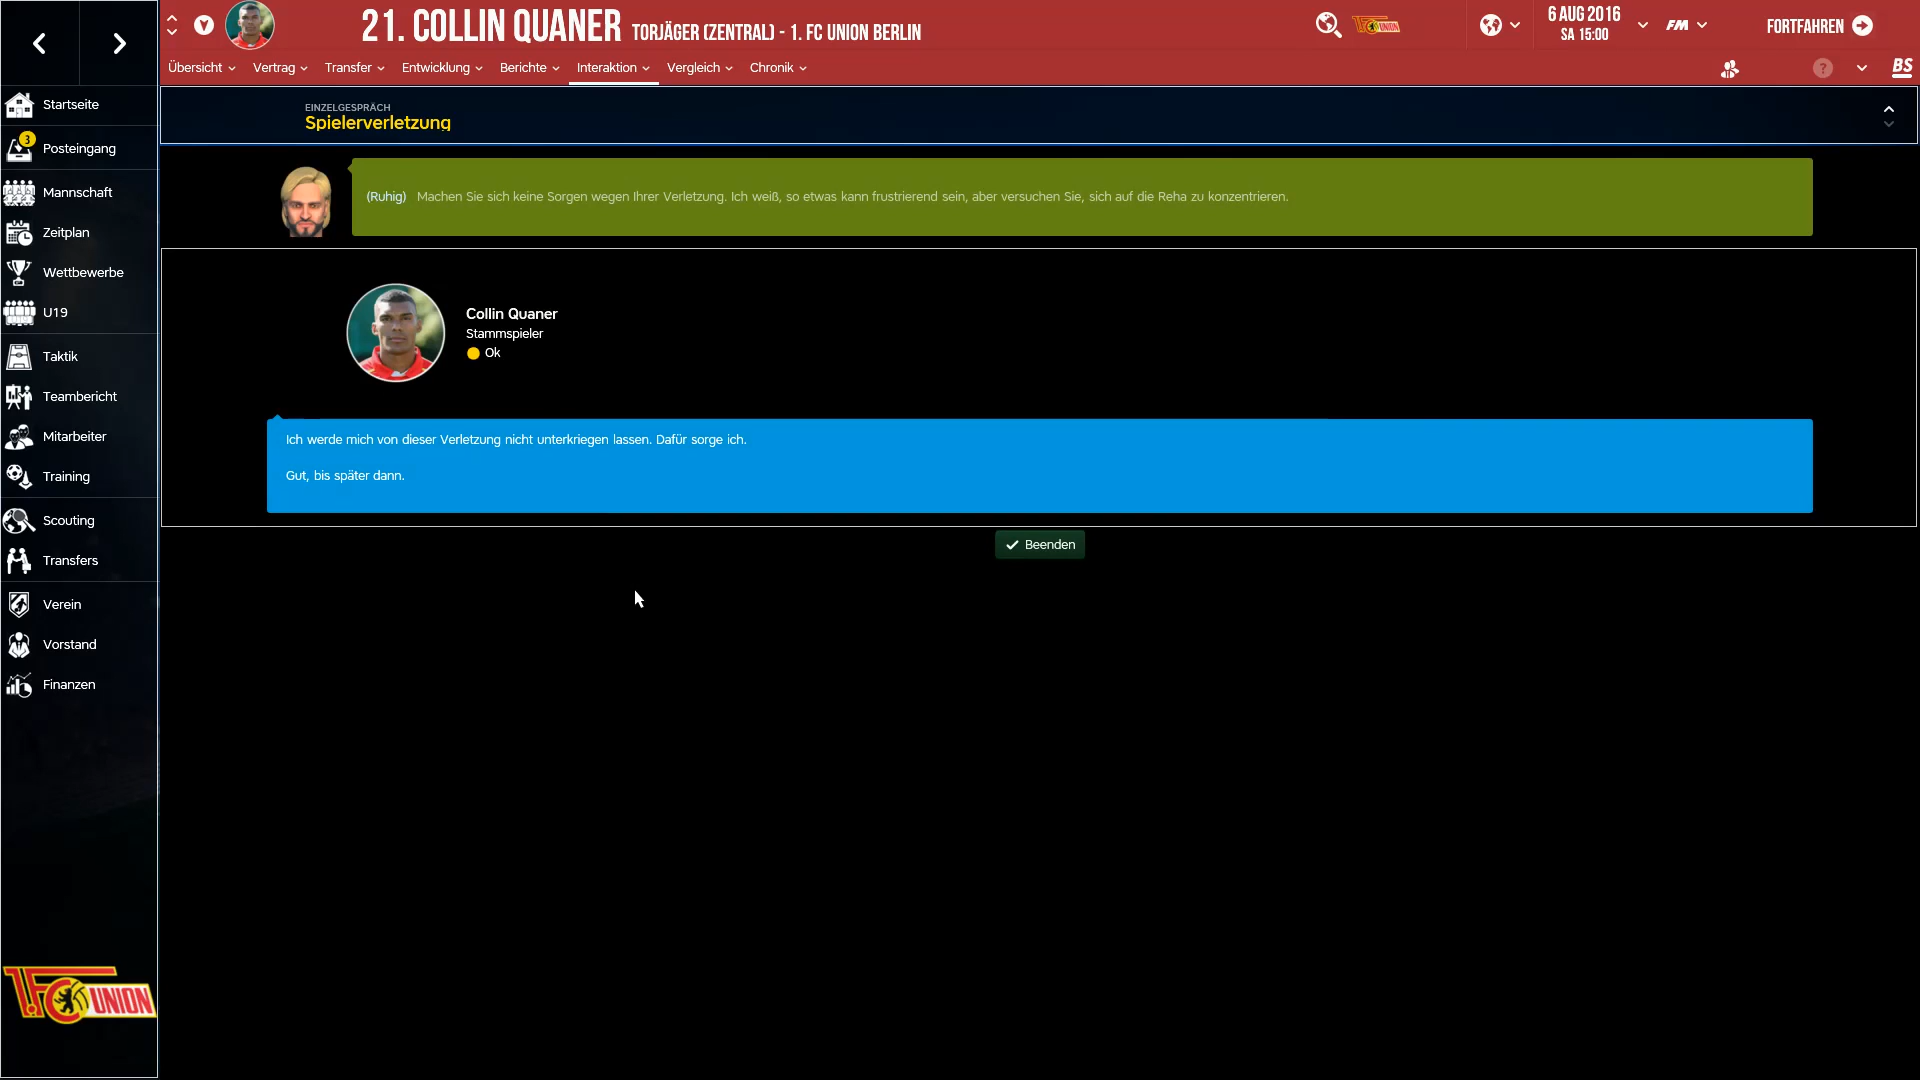 21. COLLIN QUANER TORJÄGER (ZENTRAL) - 1. FC UNION BERLIN
6 AUG 2016
SA 15:00
FM
FORTFAHREN
Übersicht
Vertrag
Transfer
Entwicklung
Berichte
Interaktion
Vergleich
Chronik
?
BS
Startseite
3
Posteingang
Mannschaft
Zeitplan
Wettbewerbe
U19
Taktik
Teambericht
Mitarbeiter
Training
Scouting
Transfers
Verein
Vorstand
Finanzen
1.FC UNION
EINZELGESPRÄCH
Spielerverletzung
(Ruhig) Machen Sie sich keine Sorgen wegen Ihrer Verletzung. Ich weiß, so etwas kann frustrierend sein, aber versuchen Sie, sich auf die Reha zu konzentrieren.
Collin Quaner
Stammspieler
Ok
Ich werde mich von dieser Verletzung nicht unterkriegen lassen. Dafür sorge ich.
Gut, bis später dann.
Beenden